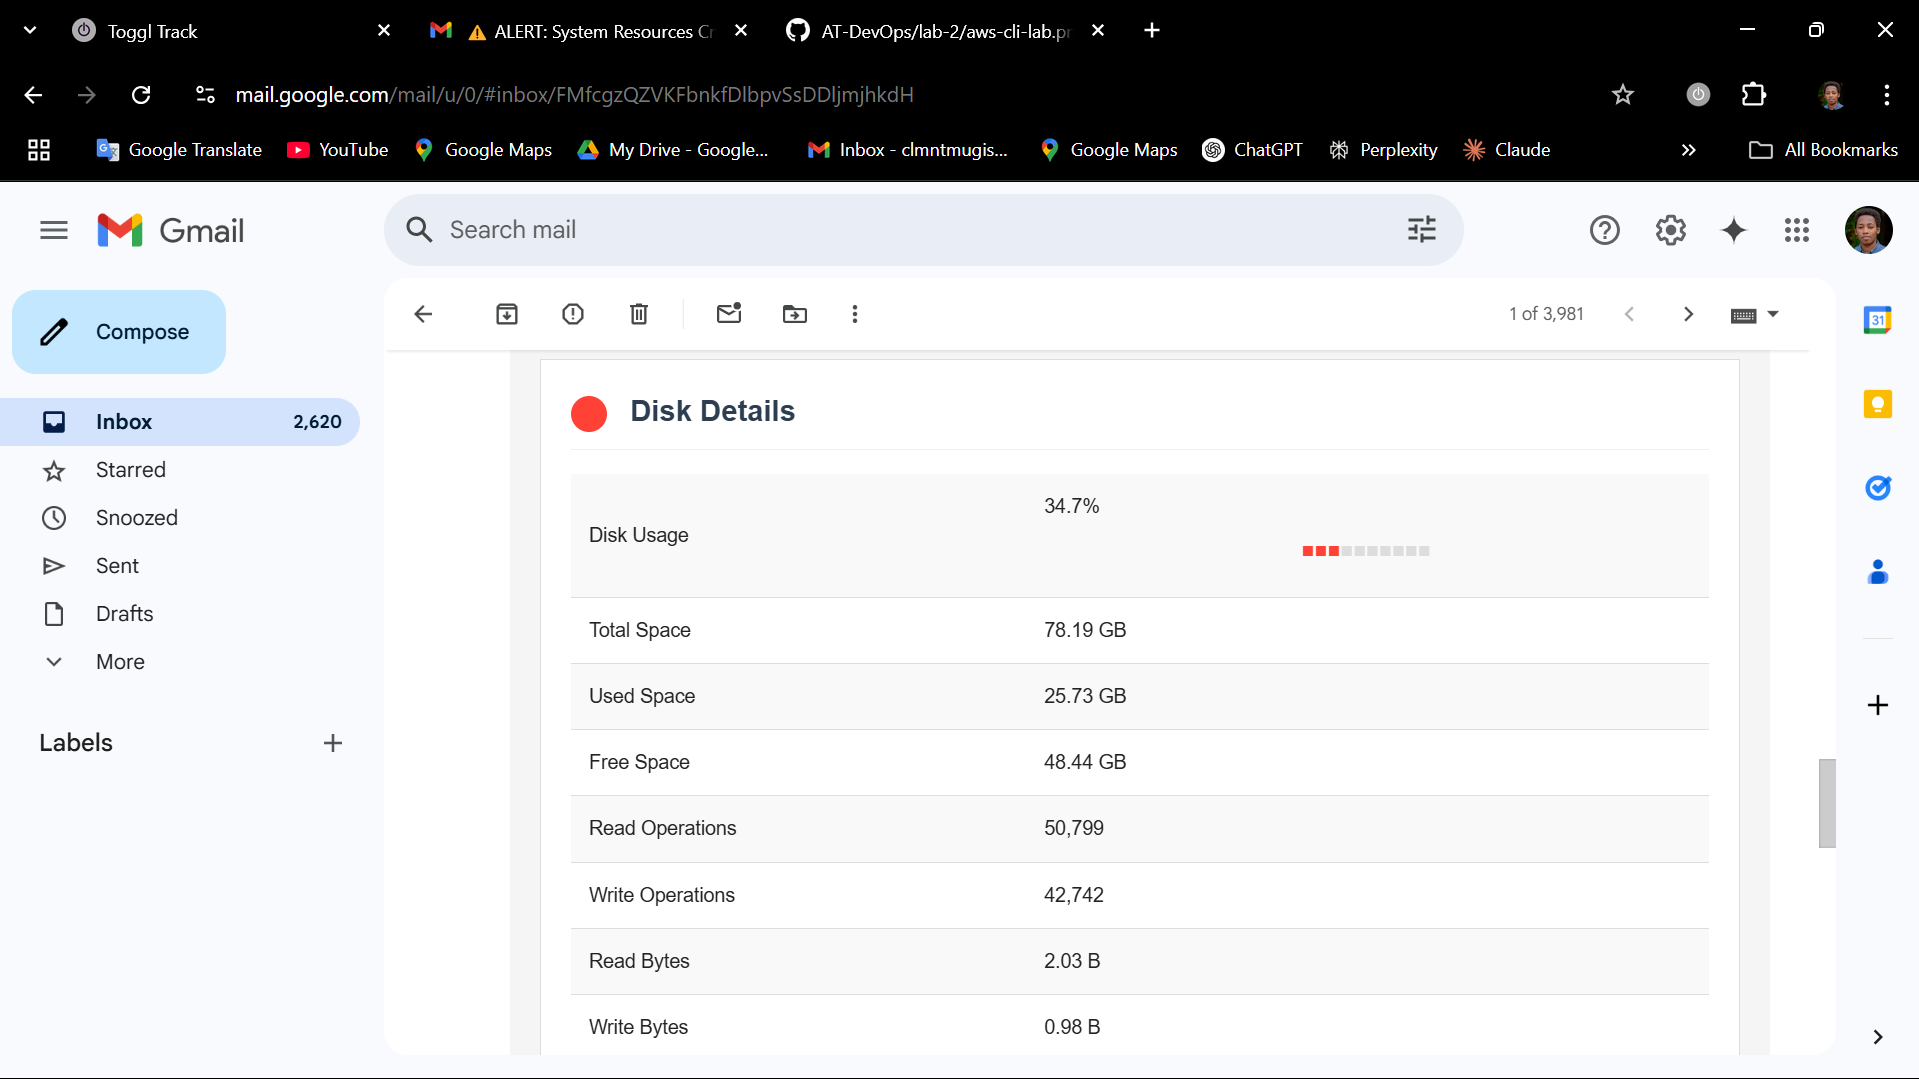 Toggl Track
ALERT: System Resources Cr
AT-DevOps/lab-2/aws-cli-lab.pr
mail.google.com/mail/u/0/#inbox/FMfcgzQZVKFbnkfDlbpvSsDDljmjhkdH
Google Translate
YouTube
Google Maps
My Drive - Google...
Inbox - clmntmugis...
Google Maps
ChatGPT
Perplexity
Claude
All Bookmarks
Gmail
Search mail
Compose
1 of 3,981
31
Inbox 2,620
Starred
Snoozed
Sent
Drafts
More
Labels
Disk Details
Disk Usage 34.7%
Total Space 78.19 GB
Used Space 25.73 GB
Free Space 48.44 GB
Read Operations 50,799
Write Operations 42,742
Read Bytes 2.03 B
Write Bytes 0.98 B